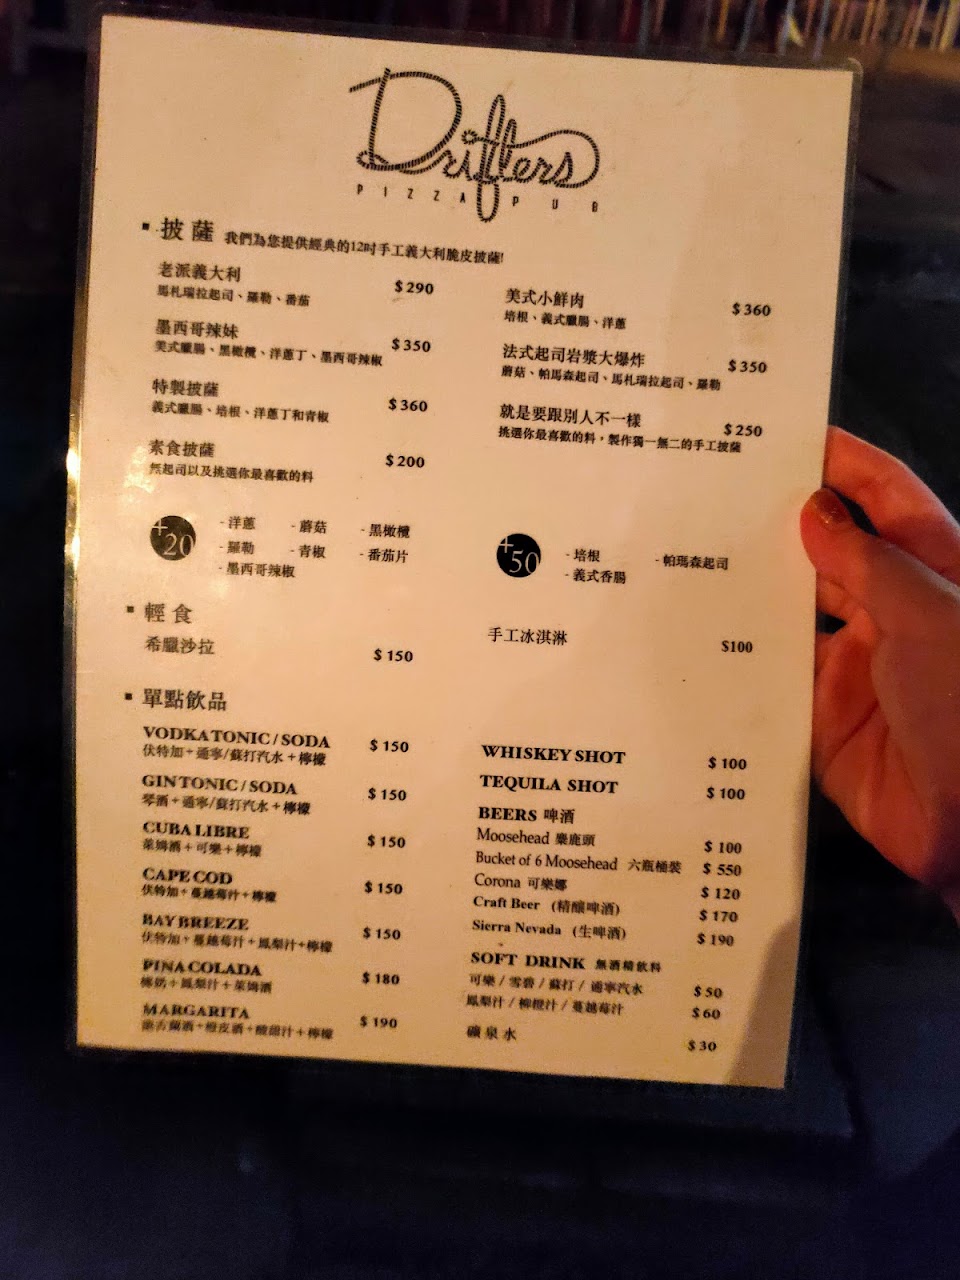 Drifters
PIZZA PUB
▪ 披薩 我們為您提供經典的12吋手工義大利脆皮披薩!
老派義大利 $290
馬札瑞拉起司、羅勒、番茄
墨西哥辣妹 $350
美式臘腸、黑橄欖、洋蔥丁、墨西哥辣椒
特製披薩 $360
義式臘腸、培根、洋蔥丁和青椒
素食披薩 $200
無起司以及挑選你最喜歡的料
美式小鮮肉 $360
培根、義式臘腸、洋蔥
法式起司岩漿大爆炸 $350
蘑菇、帕馬森起司、馬札瑞拉起司、羅勒
就是要跟別人不一樣 $250
挑選你最喜歡的料，製作獨一無二的手工披薩
+20
- 洋蔥 - 蘑菇 - 黑橄欖
- 羅勒 - 青椒 - 番茄片
- 墨西哥辣椒
+50
- 培根 - 帕瑪森起司
- 義式香腸
▪ 輕食
希臘沙拉 $150
手工冰淇淋 $100
▪ 單點飲品
VODKA TONIC / SODA $150
伏特加+通寧/蘇打汽水+檸檬
GIN TONIC / SODA $150
琴酒+通寧/蘇打汽水+檸檬
CUBA LIBRE $150
萊姆酒+可樂+檸檬
CAPE COD $150
伏特加+蔓越莓汁+檸檬
BAY BREEZE $150
伏特加+蔓越莓汁+鳳梨汁+檸檬
PINA COLADA $180
椰奶+鳳梨汁+萊姆酒
MARGARITA $190
龍舌蘭酒+橙皮酒+酸甜汁+檸檬
WHISKEY SHOT $100
TEQUILA SHOT $100
BEERS 啤酒
Moosehead 麋鹿頭 $100
Bucket of 6 Moosehead 六瓶桶裝 $550
Corona 可樂娜 $120
Craft Beer (精釀啤酒) $170
Sierra Nevada (生啤酒) $190
SOFT DRINK 無酒精飲料
可樂 / 雪碧 / 蘇打 / 通寧汽水 $50
鳳梨汁 / 柳橙汁 / 蔓越莓汁 $60
礦泉水 $30